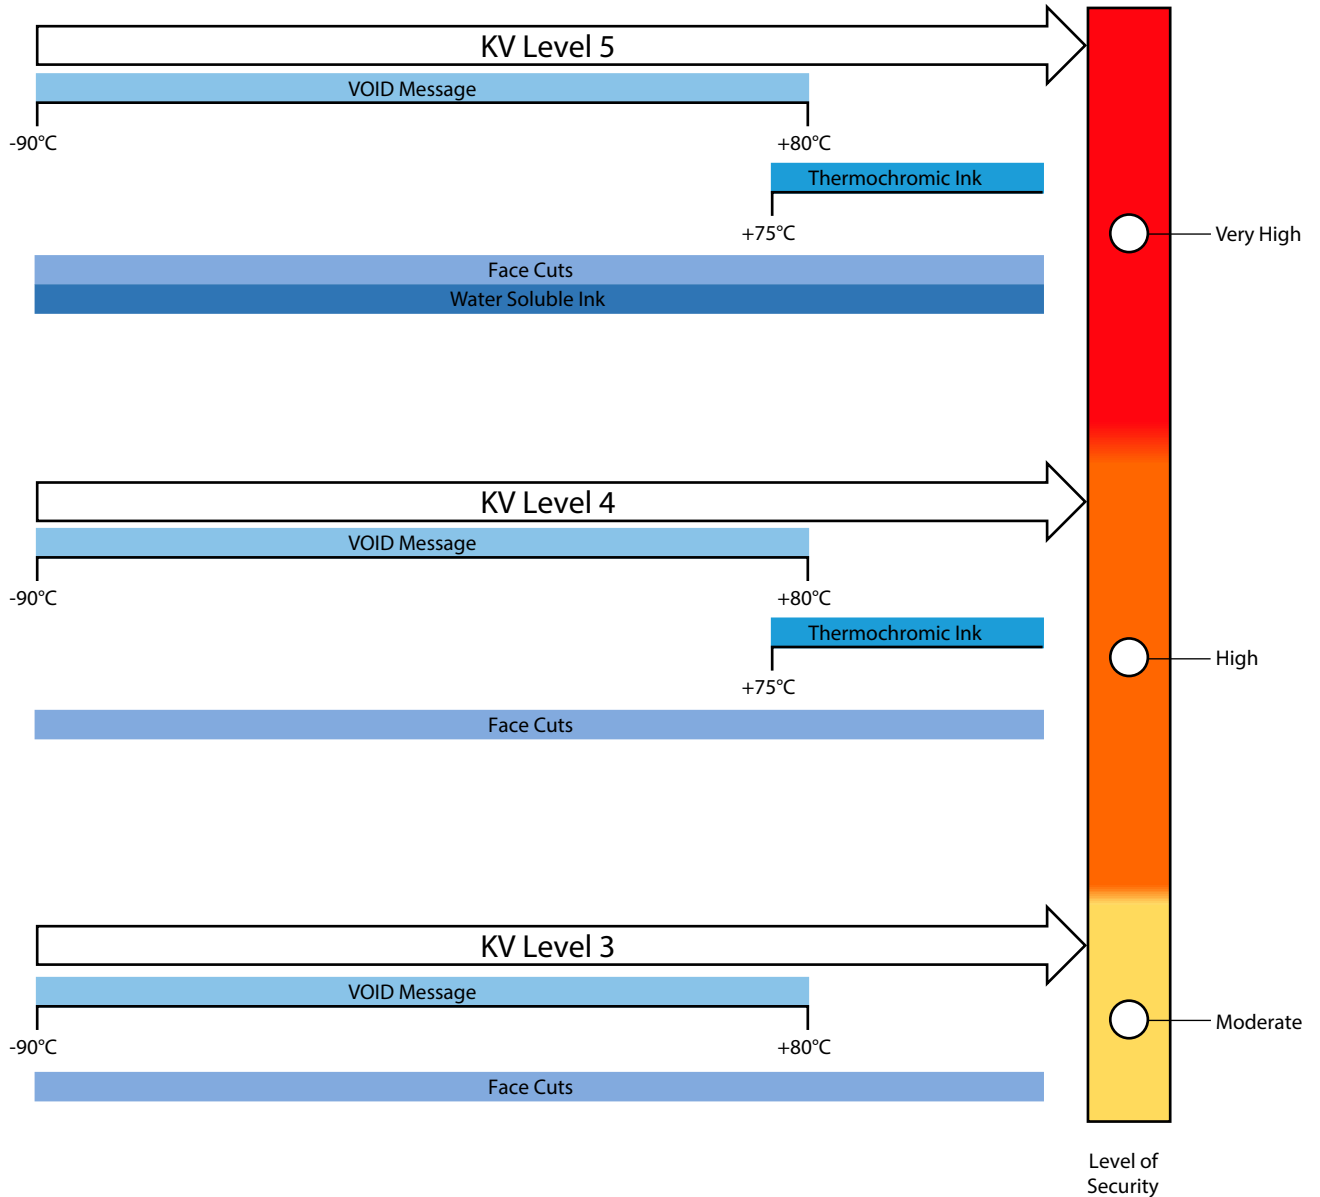 KV Level 5
VOID Message
-90°C
+80°C
Thermochromic Ink
+75°C
Very High
Face Cuts
Water Soluble Ink
KV Level 4
VOID Message
-90°C
+80°C
Thermochromic Ink
High
+75°C
Face Cuts
KV Level 3
VOID Message
Moderate
-90°C
+80°C
Face Cuts
Level of
Security